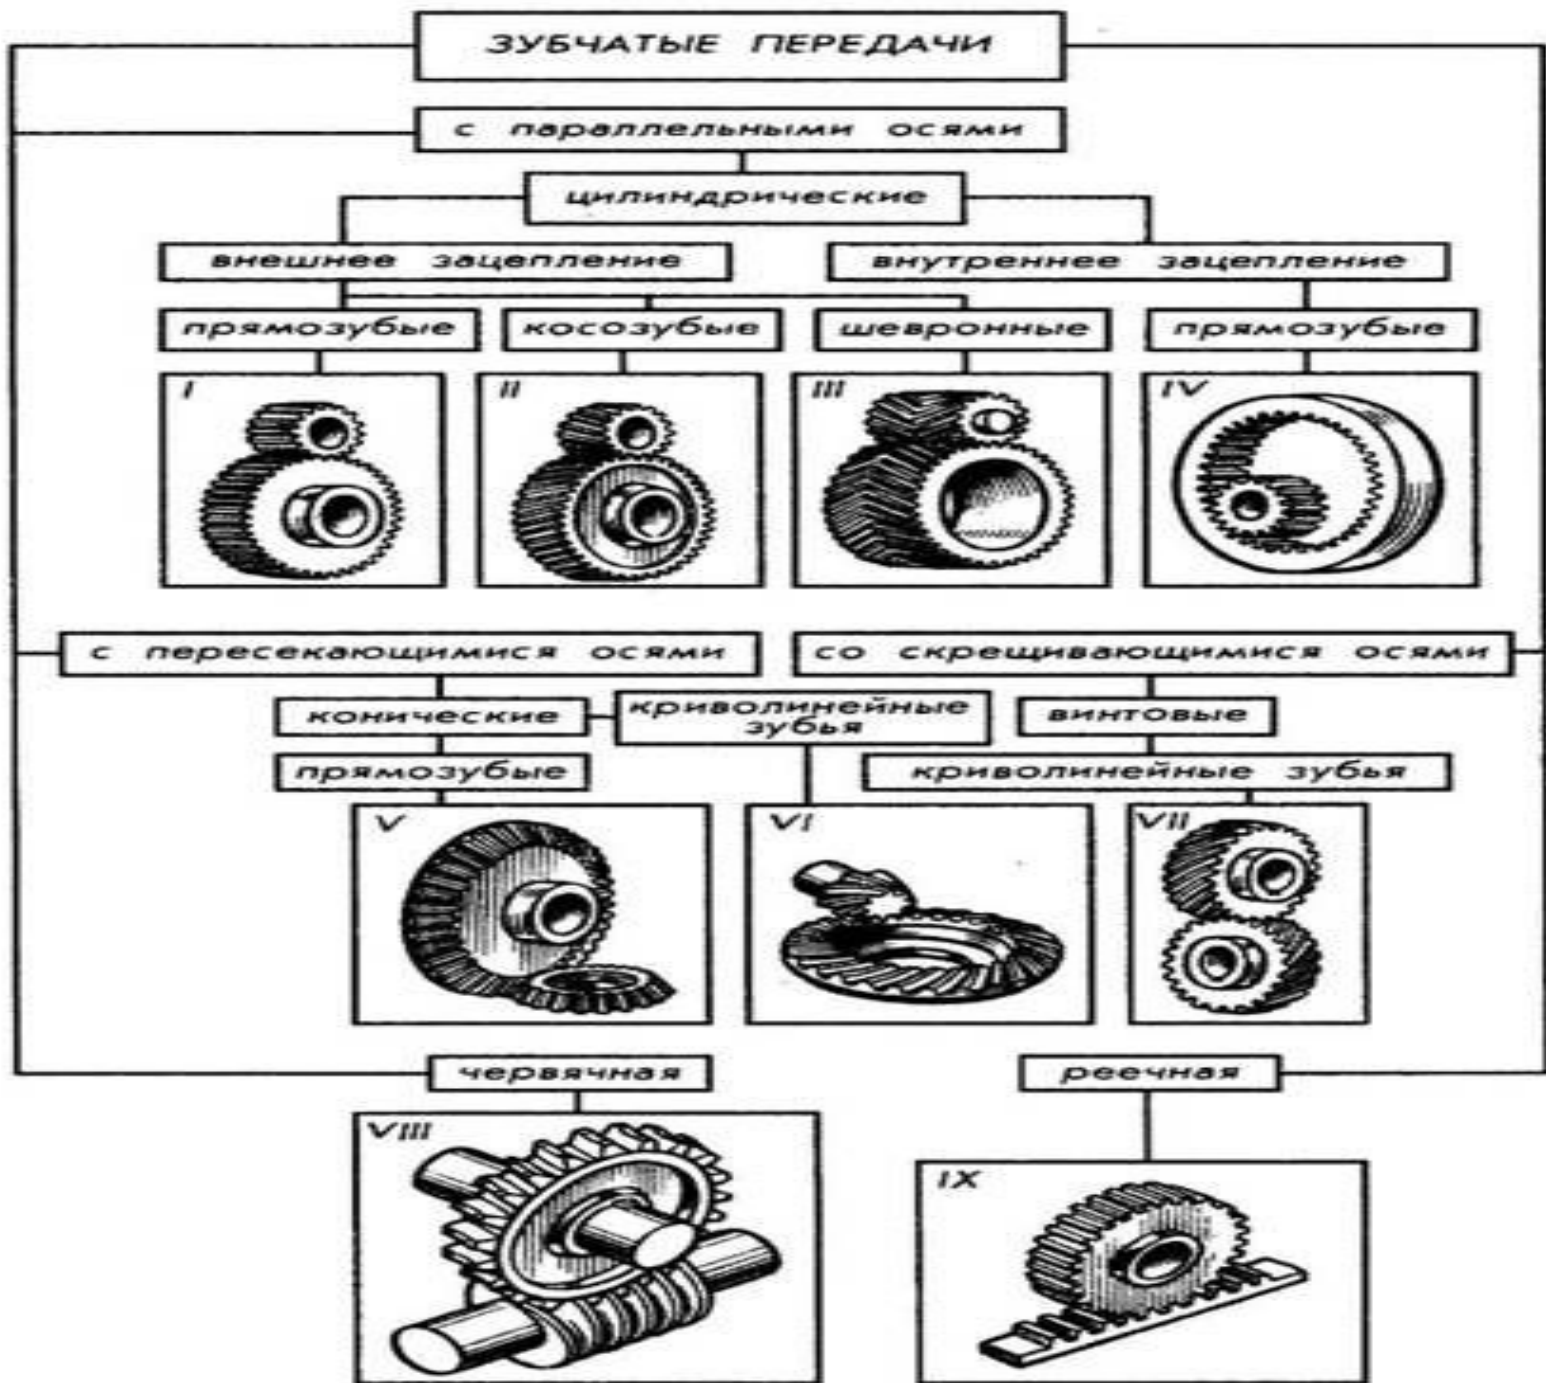 ЗУБЧАТЫЕ ПЕРЕДАЧИ
с параллельными осями
цилиндрические
внешнее зацепление
внутреннее зацепление
прямозубые
косозубые
шевронные
прямозубые
I
II
III
IV
с пересекающимися осями
со скрещивающимися осями
конические
криволинейные
зубья
винтовые
прямозубые
криволинейные зубья
V
VI
VII
червячная
реечная
VIII
IX